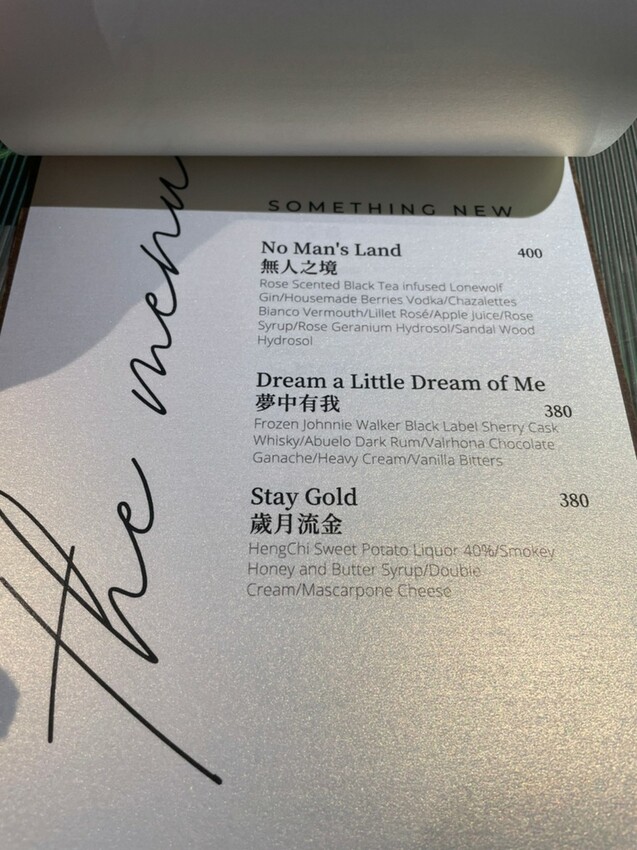 the menu
SOMETHING NEW
No Man's Land 400
無人之境
Rose Scented Black Tea infused Lonewolf
Gin/Housemade Berries Vodka/Chazalettes
Bianco Vermouth/Lillet Rosé/Apple Juice/Rose
Syrup/Rose Geranium Hydrosol/Sandal Wood
Hydrosol
Dream a Little Dream of Me
夢中有我 380
Frozen Johnnie Walker Black Label Sherry Cask
Whisky/Abuelo Dark Rum/Valrhona Chocolate
Ganache/Heavy Cream/Vanilla Bitters
Stay Gold 380
歲月流金
HengChi Sweet Potato Liquor 40%/Smokey
Honey and Butter Syrup/Double
Cream/Mascarpone Cheese